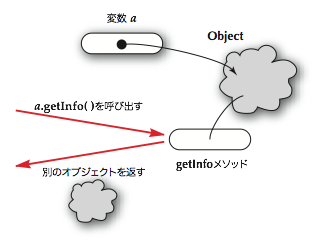 変数 a
Object
a.getInfo( )を呼び出す
getInfoメソッド
別のオブジェクトを返す